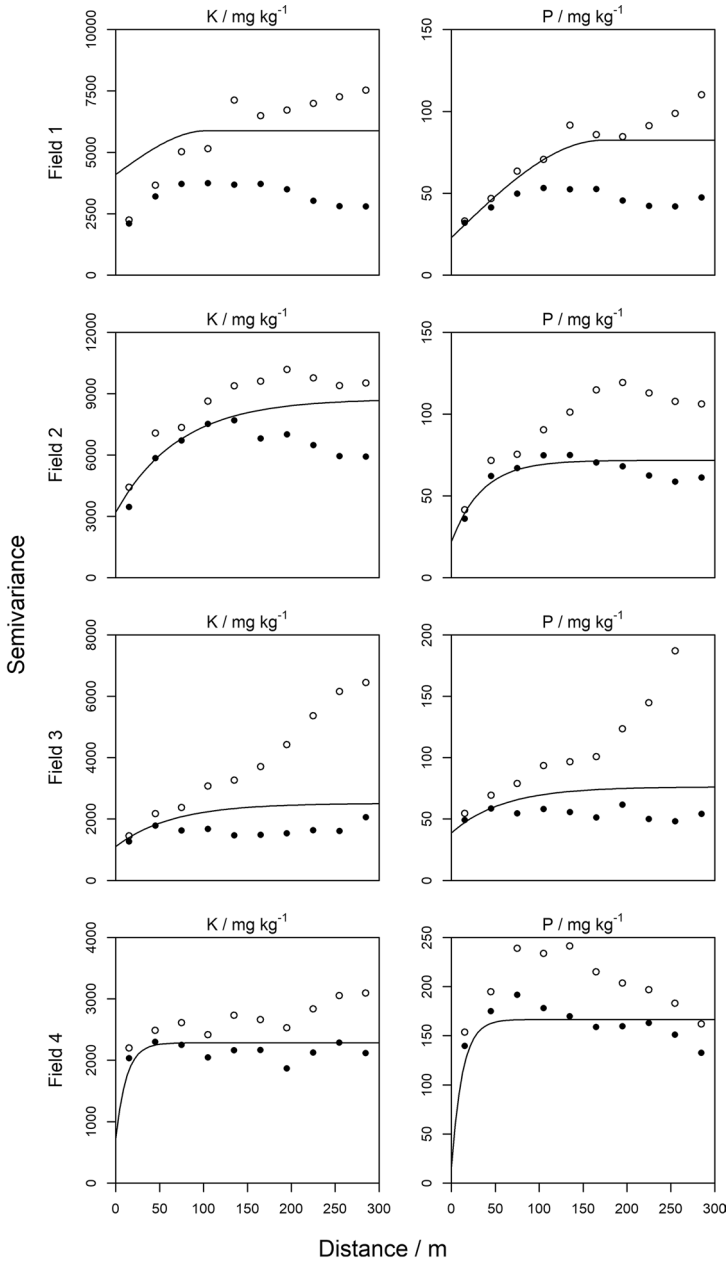 K / mg kg⁻¹
P / mg kg⁻¹
Field 1
0 2500 5000 7500 10000
0 50 100 150
K / mg kg⁻¹
P / mg kg⁻¹
Field 2
0 3000 6000 9000 12000
0 50 100 150
Semivariance
K / mg kg⁻¹
P / mg kg⁻¹
Field 3
0 2000 4000 6000 8000
0 50 100 150 200
K / mg kg⁻¹
P / mg kg⁻¹
Field 4
0 1000 2000 3000 4000
0 50 100 150 200 250
0 50 100 150 200 250 300
0 50 100 150 200 250 300
Distance / m